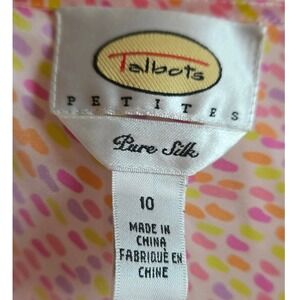 Talbots
PETITES
Pure Silk
10
MADE IN
CHINA
FABRIQUÉ EN
CHINE